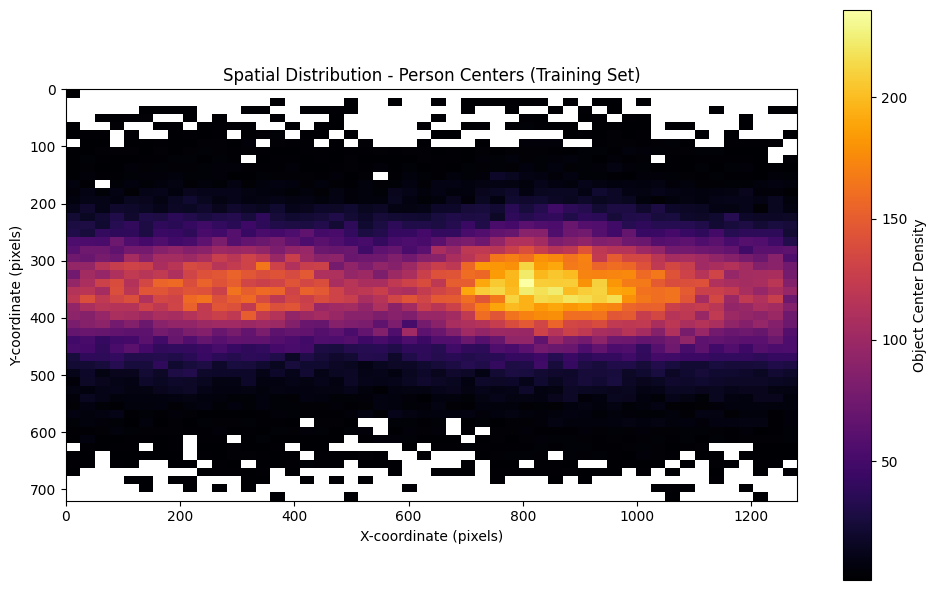 Spatial Distribution - Person Centers (Training Set)
0
100
200
300
400
500
600
700
Y-coordinate (pixels)
0 200 400 600 800 1000 1200
X-coordinate (pixels)
200
150
100
50
Object Center Density